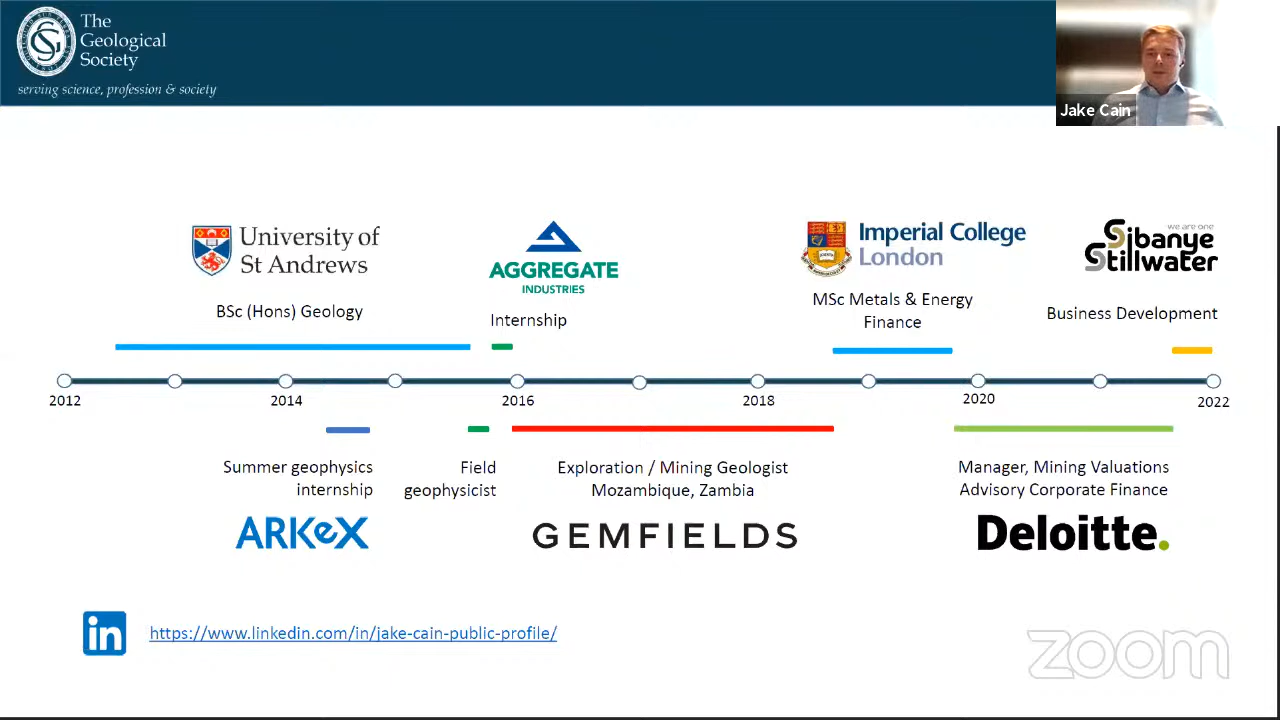 The
Geological
Society
serving science, profession & society
Jake Cain
University of
St Andrews
BSc (Hons) Geology
AGGREGATE
INDUSTRIES
Internship
Imperial College
London
MSc Metals & Energy
Finance
we are one
Sibanye
Stillwater
Business Development
2012
2014
2016
2018
2020
2022
Summer geophysics
internship
ARKeX
Field
geophysicist
Exploration / Mining Geologist
Mozambique, Zambia
GEMFIELDS
Manager, Mining Valuations
Advisory Corporate Finance
Deloitte.
in
https://www.linkedin.com/in/jake-cain-public-profile/
zoom